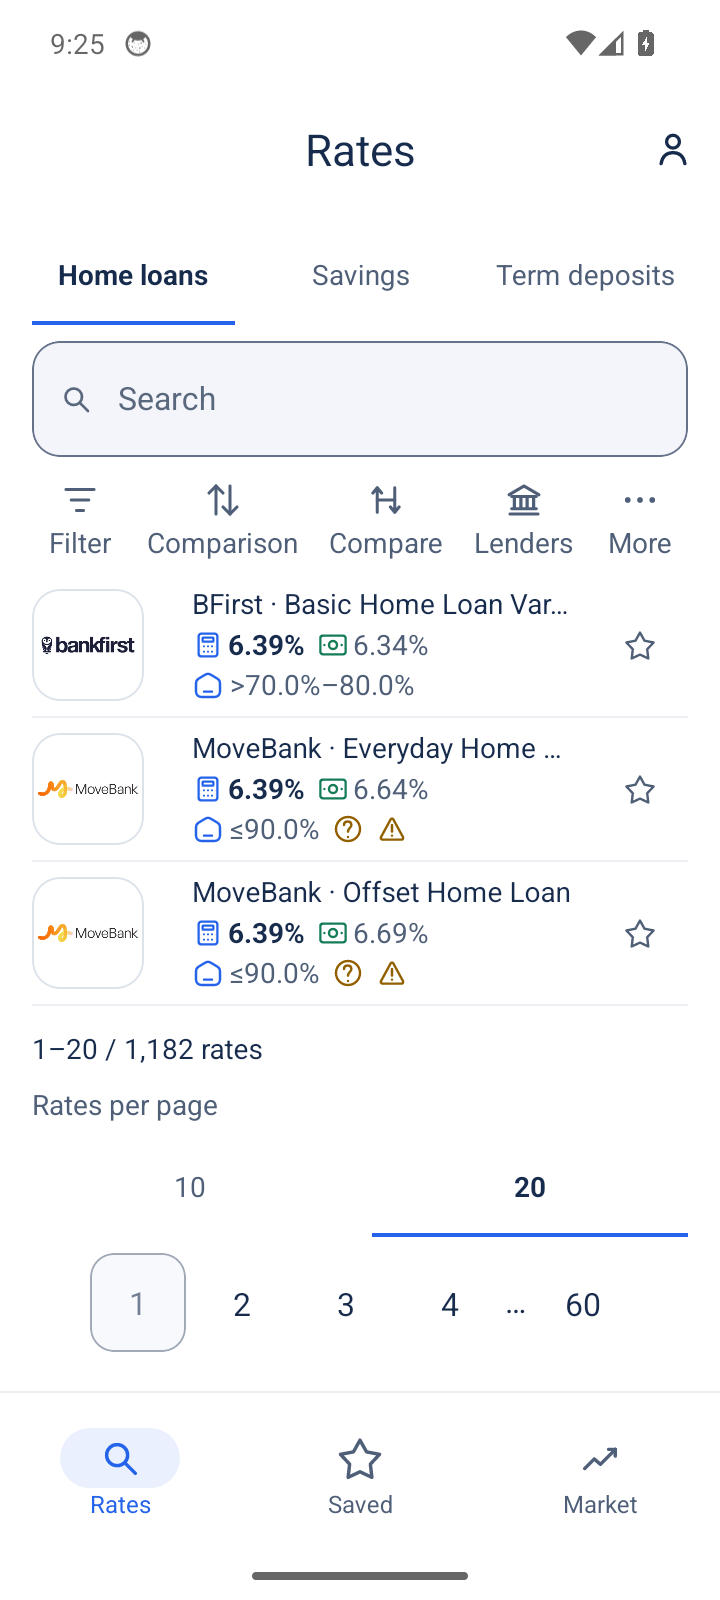 9:25
Rates
Home loans Savings Term deposits
Search
Filter Comparison Compare Lenders More
bankfirst
BFirst · Basic Home Loan Var...
6.39% 6.34%
>70.0%–80.0%
MoveBank
MoveBank · Everyday Home ...
6.39% 6.64%
≤90.0%
MoveBank
MoveBank · Offset Home Loan
6.39% 6.69%
≤90.0%
1–20 / 1,182 rates
Rates per page
10 20
1 2 3 4 ... 60
Rates Saved Market